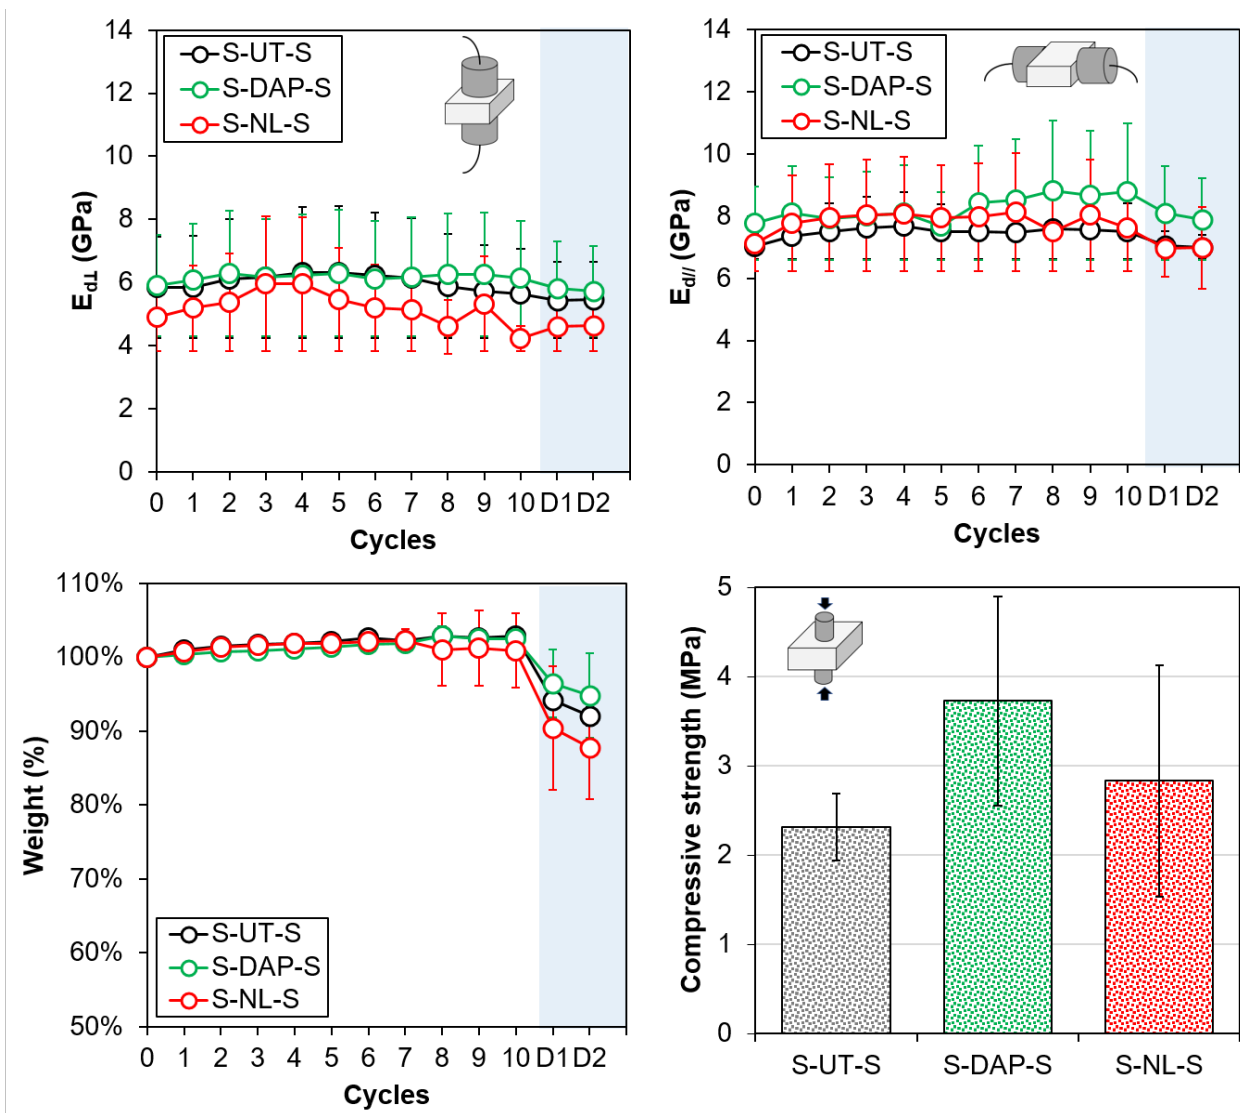 14
12
10
8
6
4
2
0
E_d⊥ (GPa)
S-UT-S
S-DAP-S
S-NL-S
0 1 2 3 4 5 6 7 8 9 10 D1 D2
Cycles
14
12
10
8
6
4
2
0
E_d// (GPa)
S-UT-S
S-DAP-S
S-NL-S
0 1 2 3 4 5 6 7 8 9 10 D1 D2
Cycles
110%
100%
90%
80%
70%
60%
50%
Weight (%)
S-UT-S
S-DAP-S
S-NL-S
0 1 2 3 4 5 6 7 8 9 10 D1 D2
Cycles
5
4
3
2
1
0
Compressive strength (MPa)
S-UT-S S-DAP-S S-NL-S